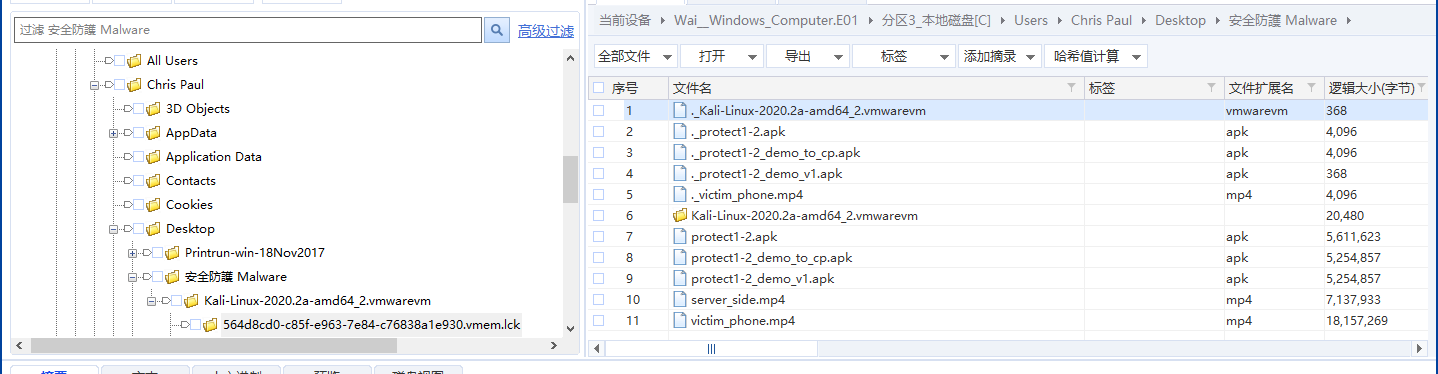 过滤 安全防護 Malware
高级过滤
All Users
Chris Paul
3D Objects
AppData
Application Data
Contacts
Cookies
Desktop
Printrun-win-18Nov2017
安全防護 Malware
Kali-Linux-2020.2a-amd64_2.vmwarevm
564d8cd0-c85f-e963-7e84-c76838a1e930.vmem.lck
当前设备 Wai__Windows_Computer.E01 分区3_本地磁盘[C] Users Chris Paul Desktop 安全防護 Malware
全部文件 打开 导出 标签 添加摘录 哈希值计算
序号 文件名 标签 文件扩展名 逻辑大小(字节)
1 ._Kali-Linux-2020.2a-amd64_2.vmwarevm vmwarevm 368
2 ._protect1-2.apk apk 4,096
3 ._protect1-2_demo_to_cp.apk apk 4,096
4 ._protect1-2_demo_v1.apk apk 368
5 ._victim_phone.mp4 mp4 4,096
6 Kali-Linux-2020.2a-amd64_2.vmwarevm 20,480
7 protect1-2.apk apk 5,611,623
8 protect1-2_demo_to_cp.apk apk 5,254,857
9 protect1-2_demo_v1.apk apk 5,254,857
10 server_side.mp4 mp4 7,137,933
11 victim_phone.mp4 mp4 18,157,269